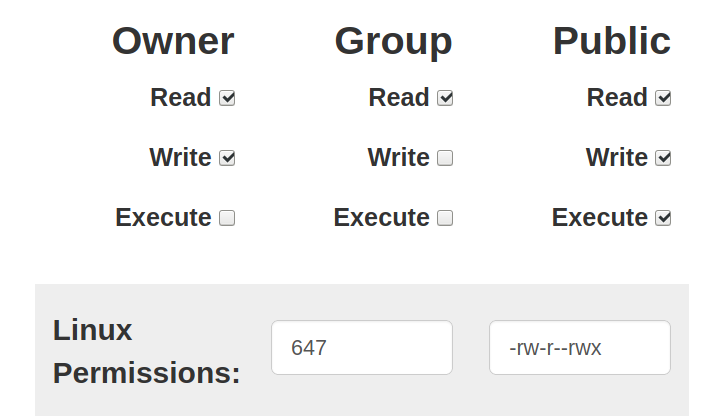 Owner Group Public
Read Read Read
Write Write Write
Execute Execute Execute
Linux
Permissions:
647 -rw-r--rwx